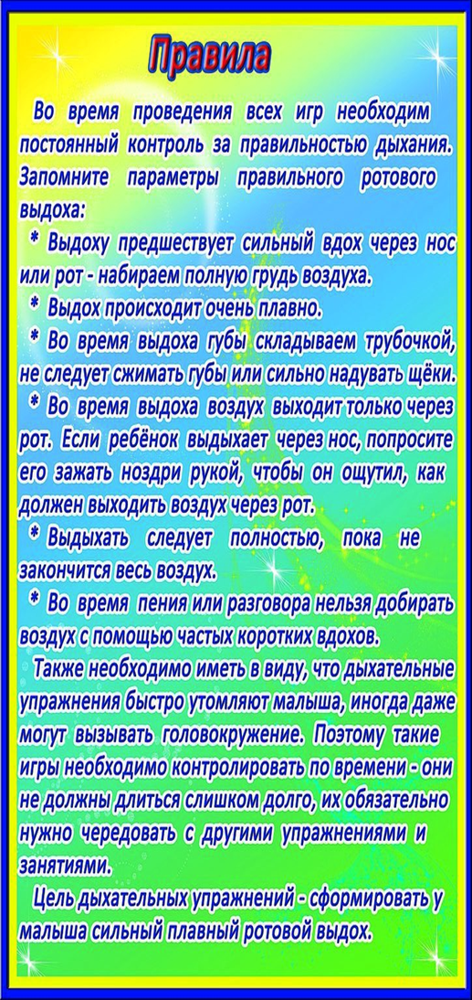 Правила
Во время проведения всех игр необходим
постоянный контроль за правильностью дыхания.
Запомните параметры правильного ротового
выдоха:
* Выдоху предшествует сильный вдох через нос
или рот - набираем полную грудь воздуха.
* Выдох происходит очень плавно.
* Во время выдоха губы складываем трубочкой,
не следует сжимать губы или сильно надувать щёки.
* Во время выдоха воздух выходит только через
рот. Если ребёнок выдыхает через нос, попросите
его зажать ноздри рукой, чтобы он ощутил, как
должен выходить воздух через рот.
* Выдыхать следует полностью, пока не
закончится весь воздух.
* Во время пения или разговора нельзя добирать
воздух с помощью частых коротких вдохов.
Также необходимо иметь в виду, что дыхательные
упражнения быстро утомляют малыша, иногда даже
могут вызывать головокружение. Поэтому такие
игры необходимо контролировать по времени - они
не должны длиться слишком долго, их обязательно
нужно чередовать с другими упражнениями и
занятиями.
Цель дыхательных упражнений - сформировать у
малыша сильный плавный ротовой выдох.